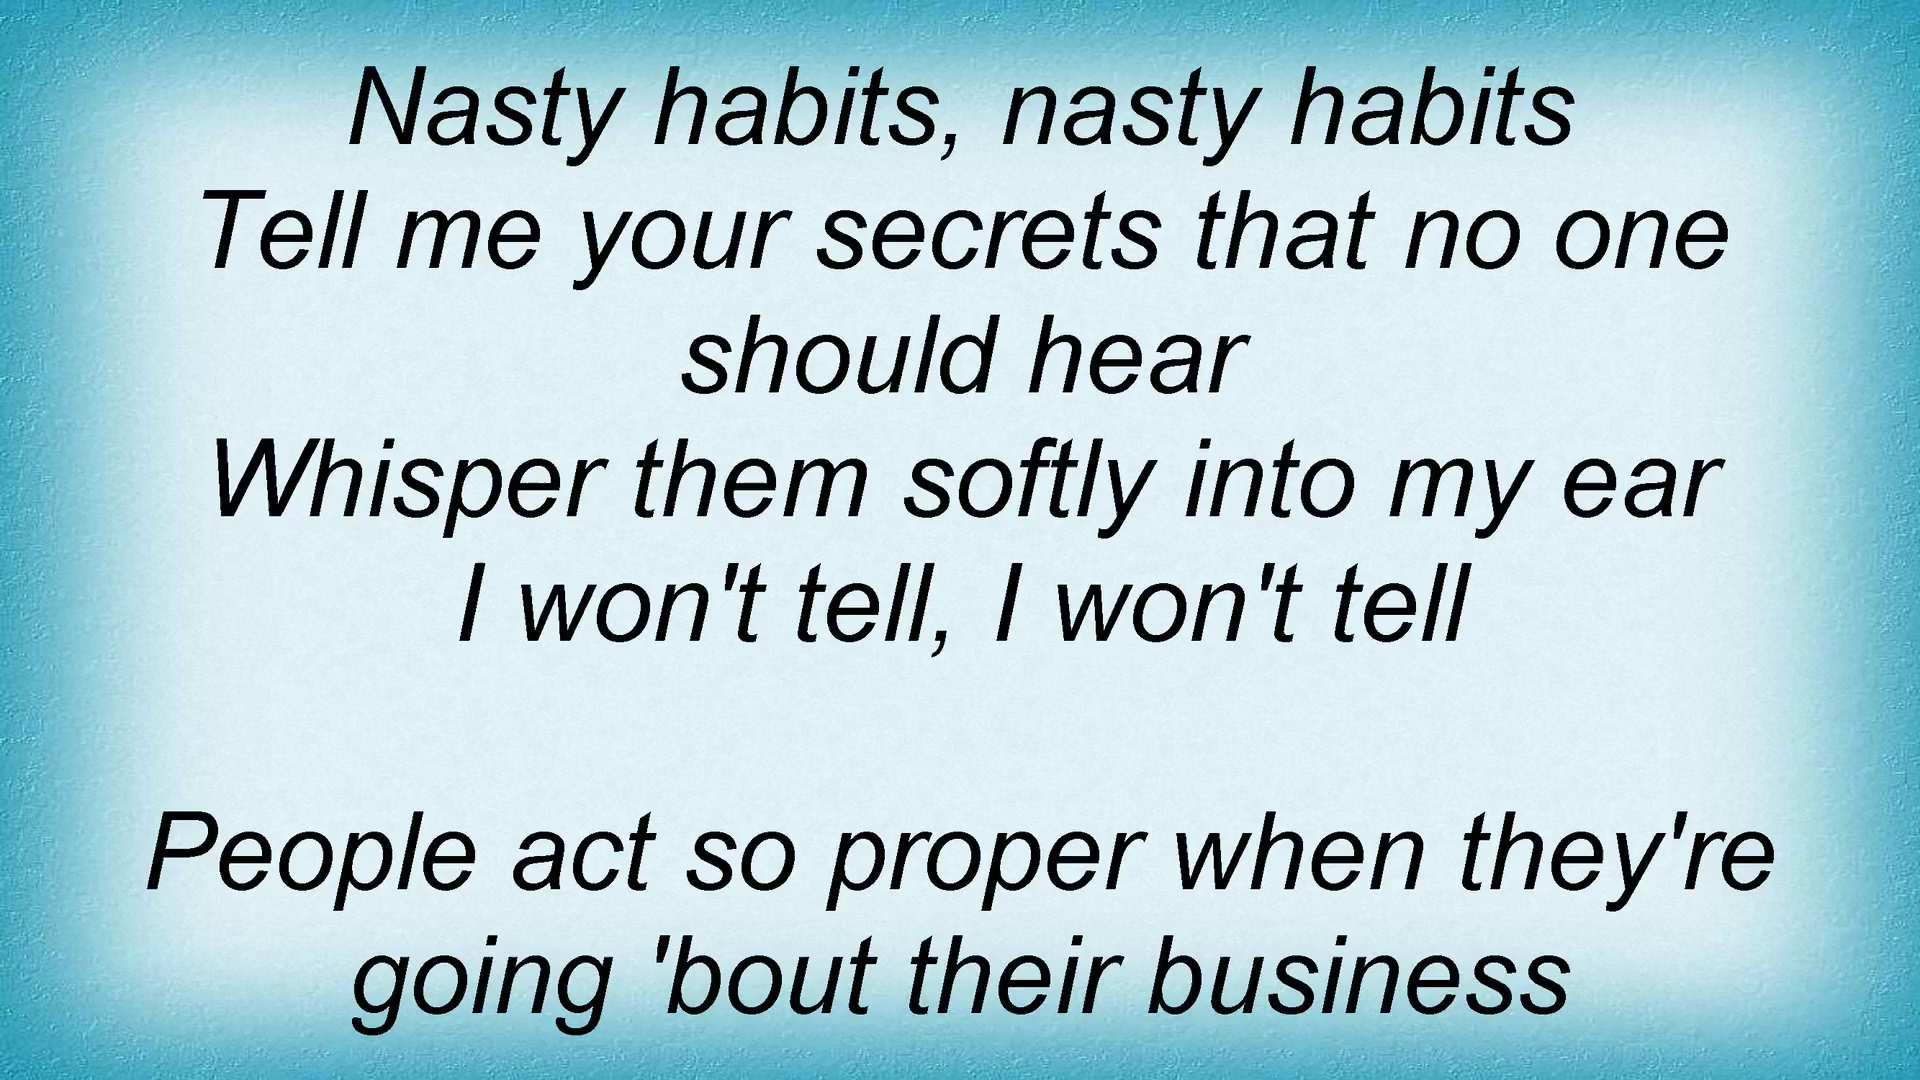 Nasty habits, nasty habits
Tell me your secrets that no one
should hear
Whisper them softly into my ear
I won't tell, I won't tell
People act so proper when they're
going 'bout their business